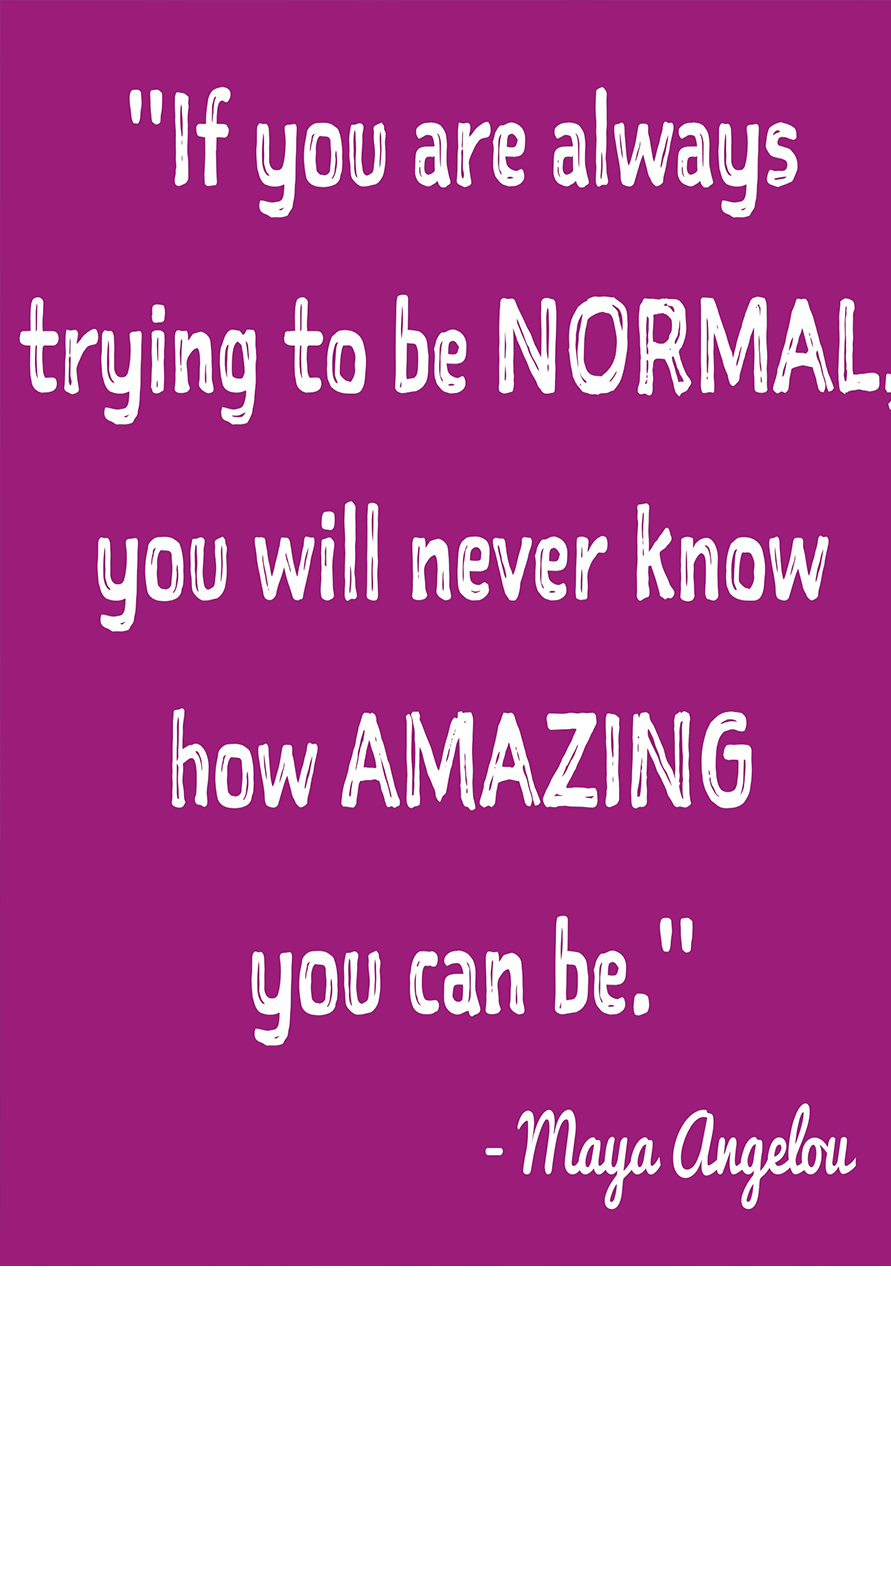 "If you are always
trying to be NORMAL,
you will never know
how AMAZING
you can be."
- Maya Angelou